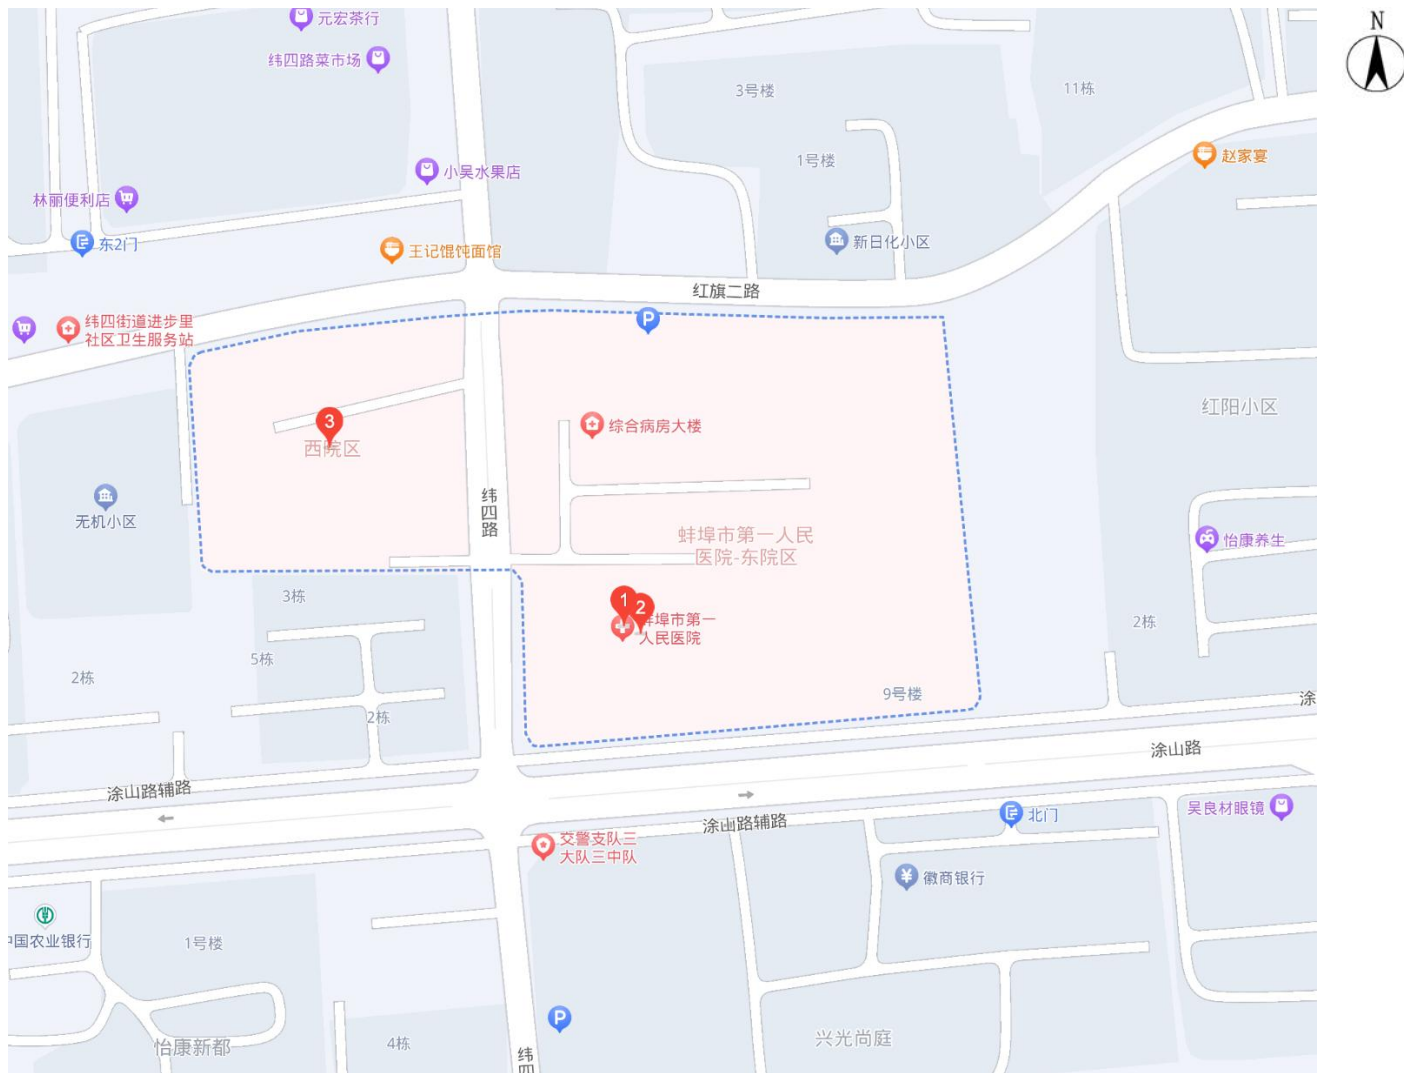 元宏茶行
N
纬四路菜市场
3号楼
11栋
1号楼
赵家宴
小吴水果店
林丽便利店
东2门
王记馄饨面馆
新日化小区
红旗二路
P
纬四街道进步里
社区卫生服务站
红阳小区
3
西院区
综合病房大楼
纬四路
无机小区
蚌埠市第一人民
医院-东院区
怡康养生
3栋
1
2
蚌埠市第一
人民医院
2栋
5栋
2栋
9号楼
2栋
涂
涂山路
涂山路辅路
吴良材眼镜
北门
涂山路辅路
交警支队三
大队三中队
徽商银行
中国农业银行
1号楼
P
怡康新都
4栋
兴光尚庭
纬四